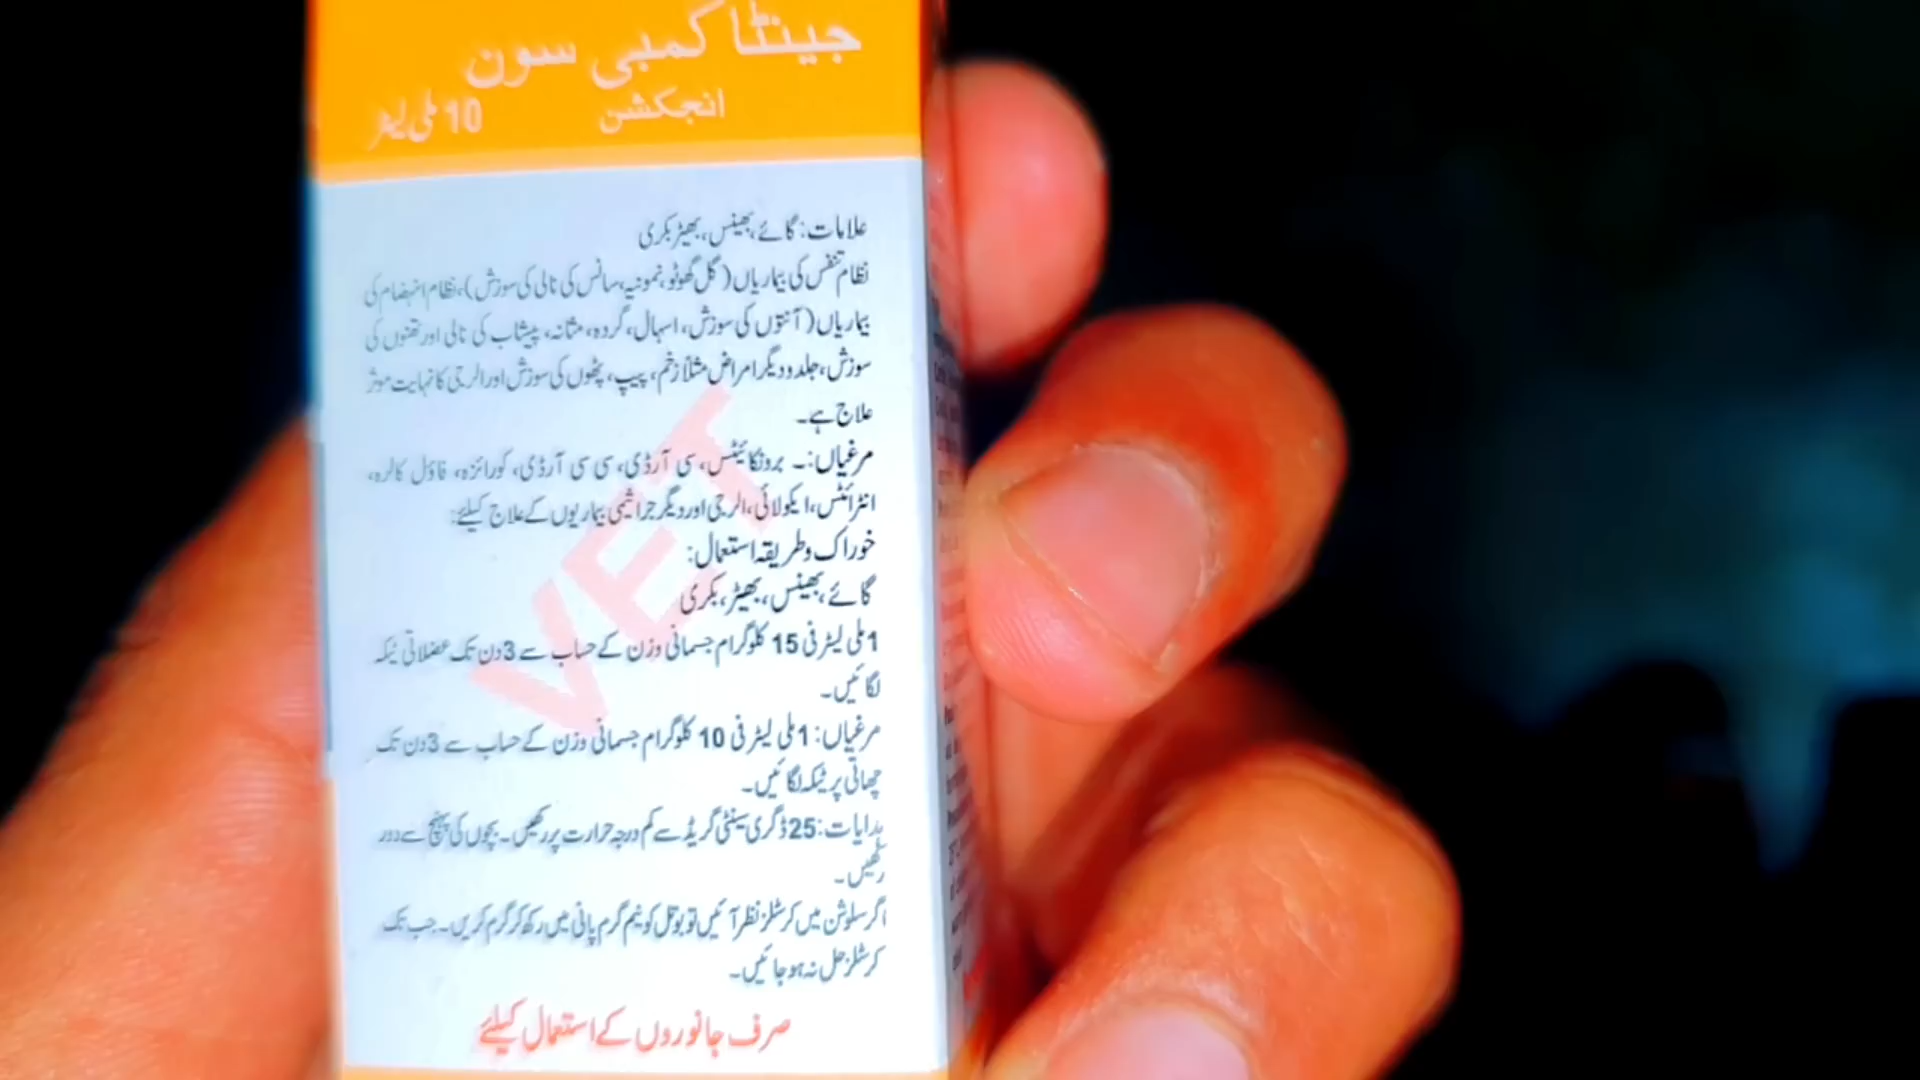 جینٹا کمبی سون
انجکشن 10 ملی لیٹر
علامات: گائے، بھینس، بھیڑ بکری
نظام تنفس کی بیماریاں (گل گھوٹو، نمونیہ، سانس کی نالی کی سوزش)، نظام انہضام کی
بیماریاں (آنتوں کی سوزش، اسہال، گردہ، مثانہ، پیشاب کی نالی اور تھنوں کی
سوزش، جلد و دیگر امراض مثلاً زخم، پیپ، پٹھوں کی سوزش اور الرجی کا نہایت موثر
علاج ہے۔
مرغیاں:۔ برونکائیٹس، سی آر ڈی، سی سی آر ڈی، کورائزہ، فاؤل کالرہ،
انٹرائٹس، ایکولائی، الرجی اور دیگر جراثیمی بیماریوں کے علاج کیلئے:
خوراک و طریقہ استعمال:
گائے، بھینس، بھیڑ، بکری
1 ملی لیٹر فی 15 کلوگرام جسمانی وزن کے حساب سے 3 دن تک عضلاتی ٹیکہ
لگائیں۔
مرغیاں: 1 ملی لیٹر فی 10 کلوگرام جسمانی وزن کے حساب سے 3 دن تک
چھاتی پر ٹیکہ لگائیں۔
ہدایات: 25 ڈگری سینٹی گریڈ سے کم درجہ حرارت پر رکھیں۔ بچوں کی پہنچ سے دور
رکھیں۔
اگر سلوشن میں کرسٹلز نظر آئیں تو بوتل کو نیم گرم پانی میں رکھ کر گرم کریں۔ جب تک
کرسٹلز حل نہ ہو جائیں۔
صرف جانوروں کے استعمال کیلئے
VET